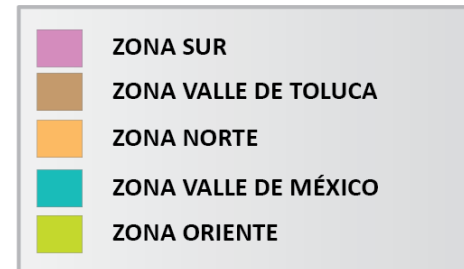 ZONA SUR
ZONA VALLE DE TOLUCA
ZONA NORTE
ZONA VALLE DE MÉXICO
ZONA ORIENTE